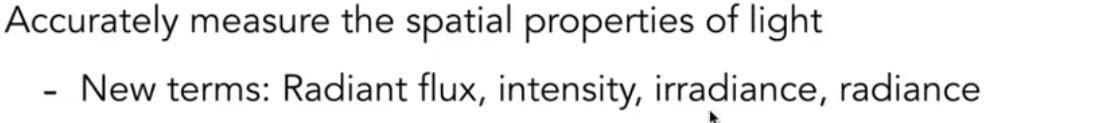 Accurately measure the spatial properties of light
- New terms: Radiant flux, intensity, irradiance, radiance